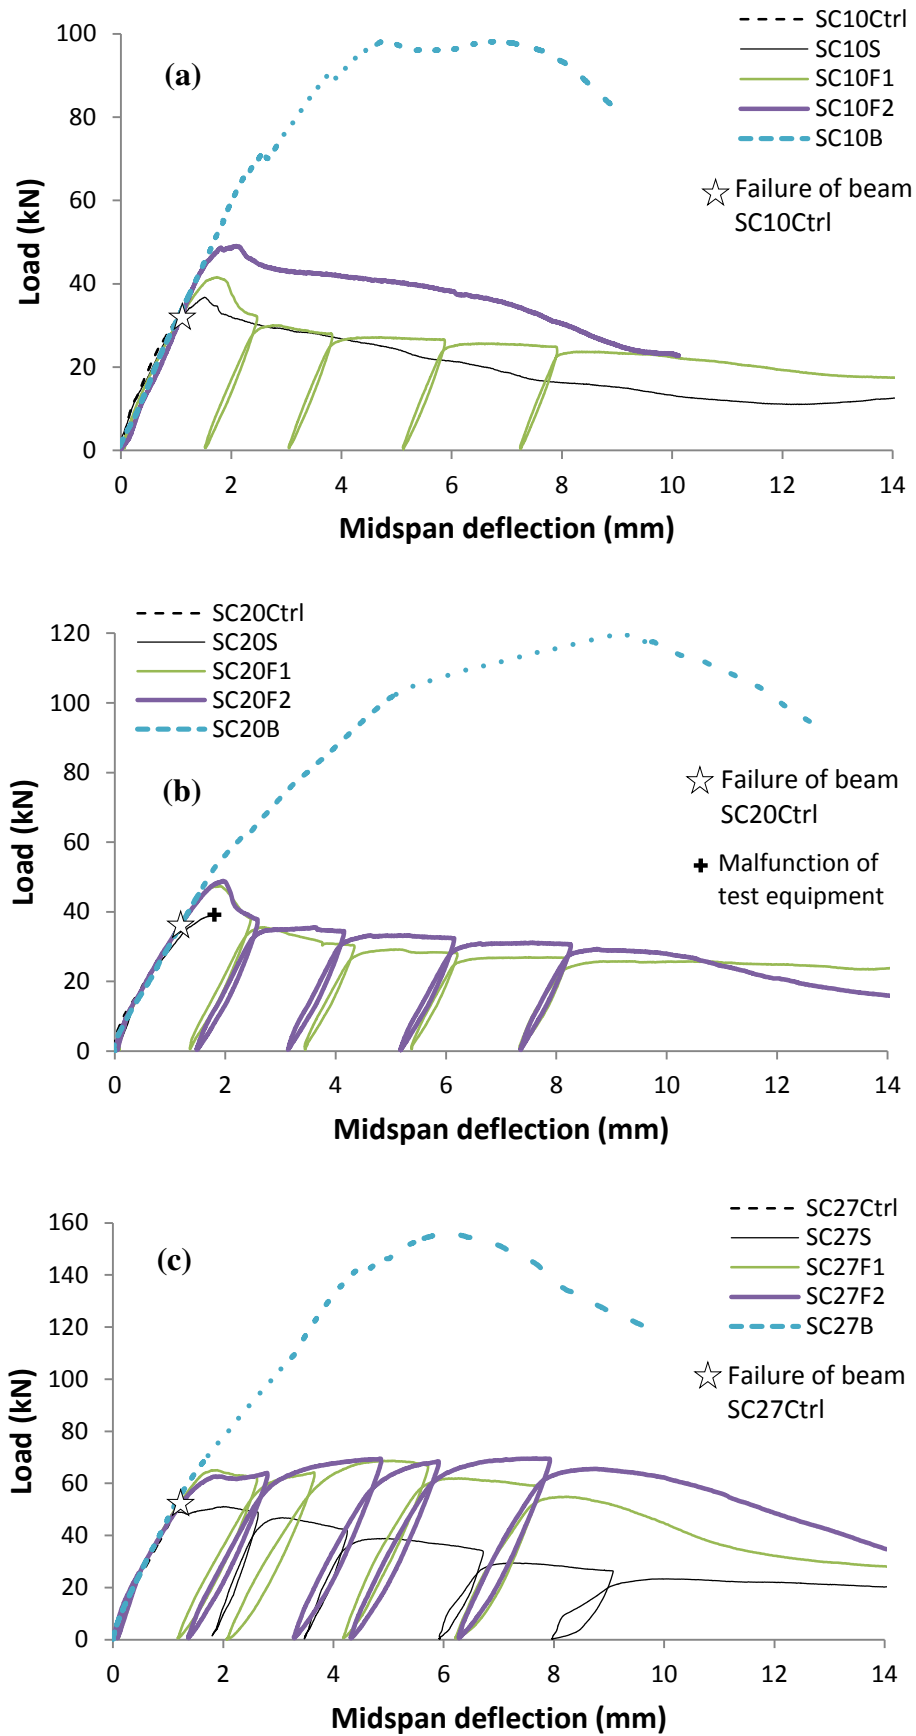 (a)
SC10Ctrl
SC10S
SC10F1
SC10F2
SC10B
Failure of beam
SC10Ctrl
Load (kN)
100
80
60
40
20
0
0 2 4 6 8 10 12 14
Midspan deflection (mm)
SC20Ctrl
SC20S
SC20F1
SC20F2
SC20B
(b)
Failure of beam
SC20Ctrl
Malfunction of
test equipment
Load (kN)
120
100
80
60
40
20
0
0 2 4 6 8 10 12 14
Midspan deflection (mm)
(c)
SC27Ctrl
SC27S
SC27F1
SC27F2
SC27B
Failure of beam
SC27Ctrl
Load (kN)
160
140
120
100
80
60
40
20
0
0 2 4 6 8 10 12 14
Midspan deflection (mm)